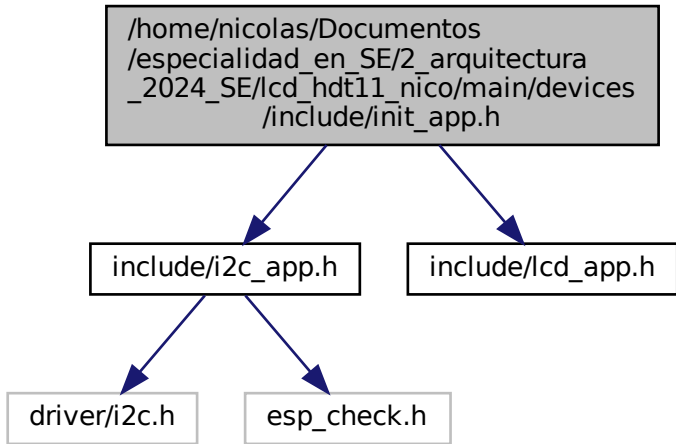 /home/nicolas/Documentos
/especialidad_en_SE/2_arquitectura
_2024_SE/lcd_hdt11_nico/main/devices
/include/init_app.h
include/i2c_app.h
include/lcd_app.h
driver/i2c.h
esp_check.h